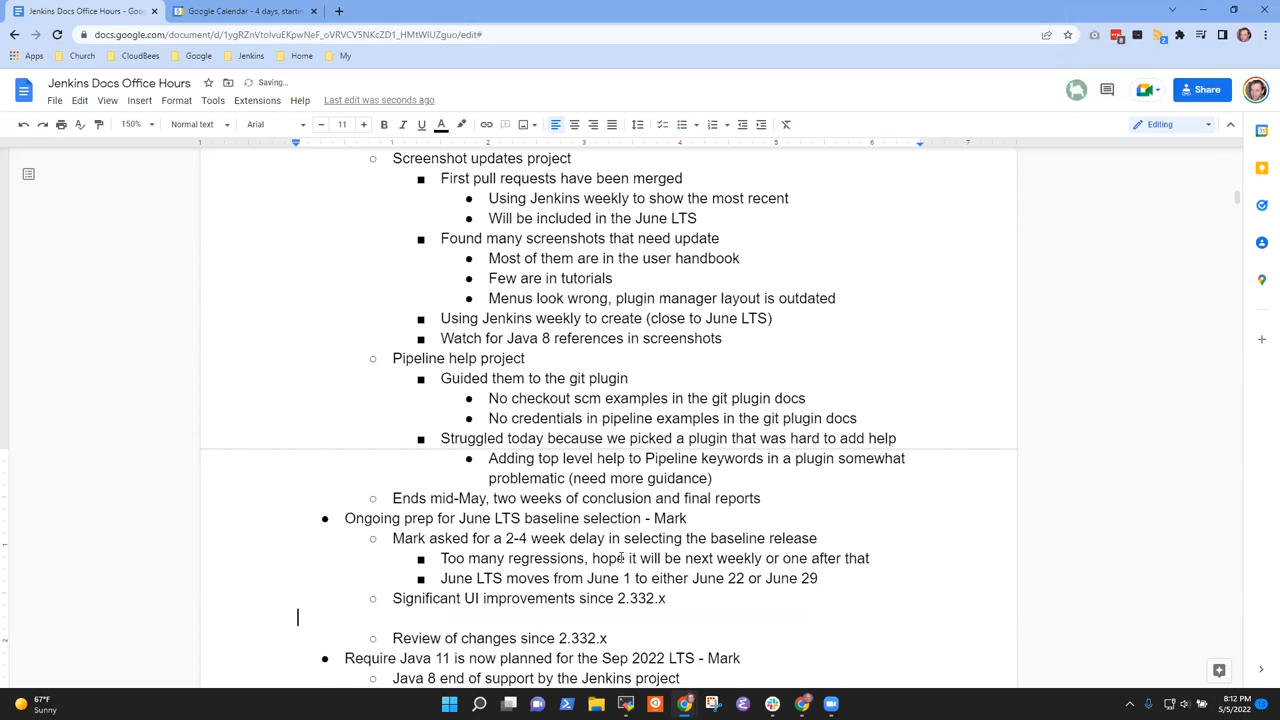 Jenkins Docs Office Hours - Goo
Google Calendar - 4 days, startin
docs.google.com/document/d/1ygRZnVtoIvuEKpwNeF_oVRVCV5NKcZD1_HMtWIUZguo/edit#
Apps Church CloudBees Google Jenkins Home My
Jenkins Docs Office Hours Saving...
File Edit View Insert Format Tools Extensions Help Last edit was seconds ago
Share
150% Normal text Arial 11 Editing
1 1 2 3 4 5 6 7
Screenshot updates project
First pull requests have been merged
Using Jenkins weekly to show the most recent
Will be included in the June LTS
Found many screenshots that need update
Most of them are in the user handbook
Few are in tutorials
Menus look wrong, plugin manager layout is outdated
Using Jenkins weekly to create (close to June LTS)
Watch for Java 8 references in screenshots
Pipeline help project
Guided them to the git plugin
No checkout scm examples in the git plugin docs
No credentials in pipeline examples in the git plugin docs
Struggled today because we picked a plugin that was hard to add help
Adding top level help to Pipeline keywords in a plugin somewhat
problematic (need more guidance)
Ends mid-May, two weeks of conclusion and final reports
Ongoing prep for June LTS baseline selection - Mark
Mark asked for a 2-4 week delay in selecting the baseline release
Too many regressions, hope it will be next weekly or one after that
June LTS moves from June 1 to either June 22 or June 29
Significant UI improvements since 2.332.x
Review of changes since 2.332.x
Require Java 11 is now planned for the Sep 2022 LTS - Mark
Java 8 end of support by the Jenkins project
67°F
Sunny
8:12 PM
5/5/2022